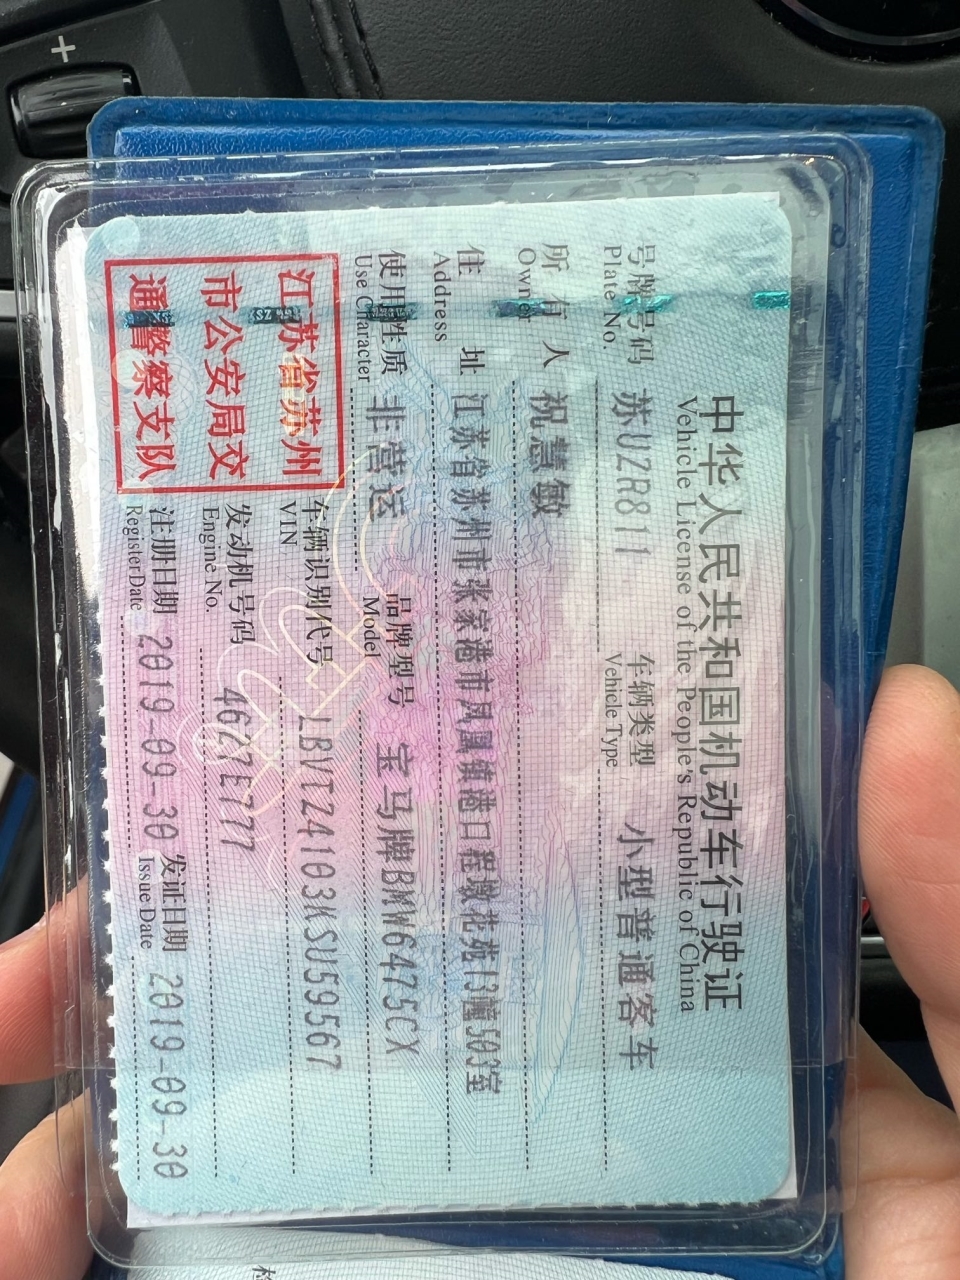 中华人民共和国机动车行驶证
Vehicle License of the People's Republic of China
号牌号码 苏U2R811 车辆类型 小型普通客车
Plate No. Vehicle Type
所有人 祝慧敏
Owner
住址 江苏省苏州市张家港市凤凰镇港口程墩花苑13幢503室
Address
使用性质 非营运 品牌型号 宝马牌BMW6475CX
Use Character Model
江苏省苏州
市公安局交
通警察支队
车辆识别代号 LBVTZ4103KSU59567
VIN
发动机号码 4627E777
Engine No.
注册日期 2019-09-30 发证日期 2019-09-30
Register Date Issue Date